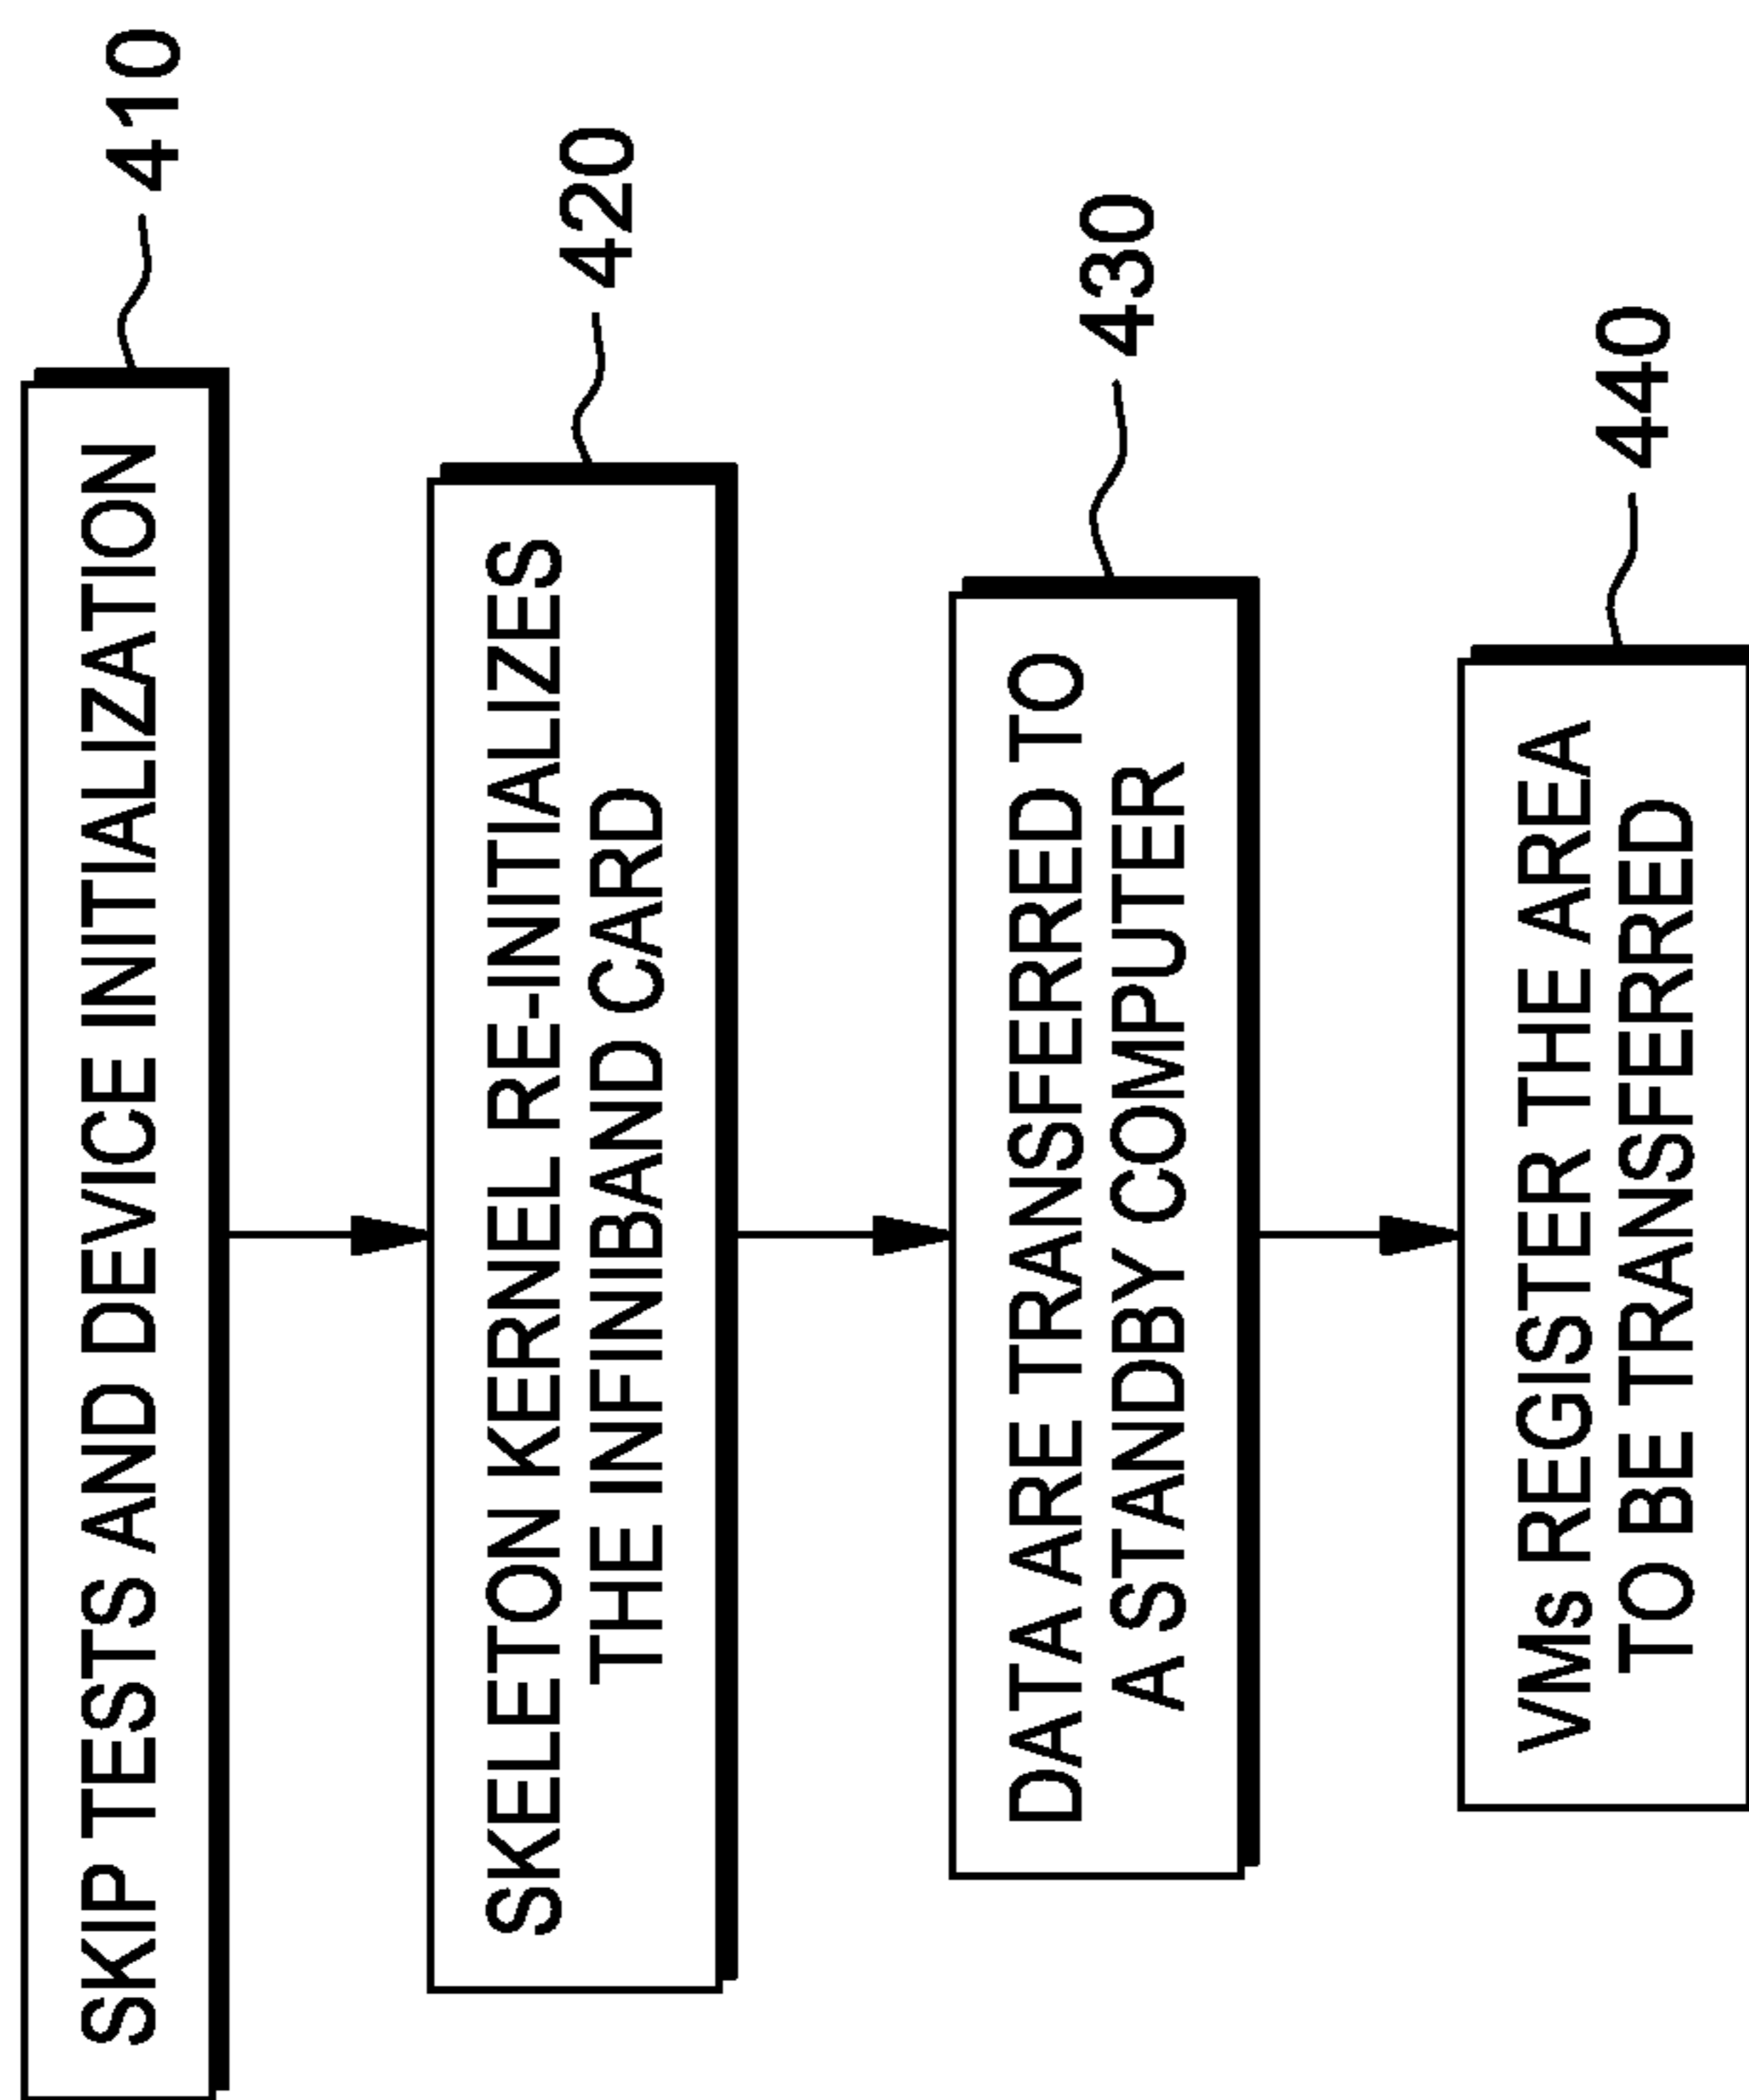 SKIP TESTS AND DEVICE INITIALIZATION
410
SKELETON KERNEL RE-INITIALIZES
THE INFINIBAND CARD
420
DATA ARE TRANSFERRED TO
A STANDBY COMPUTER
430
VMs REGISTER THE AREA
TO BE TRANSFERRED
440